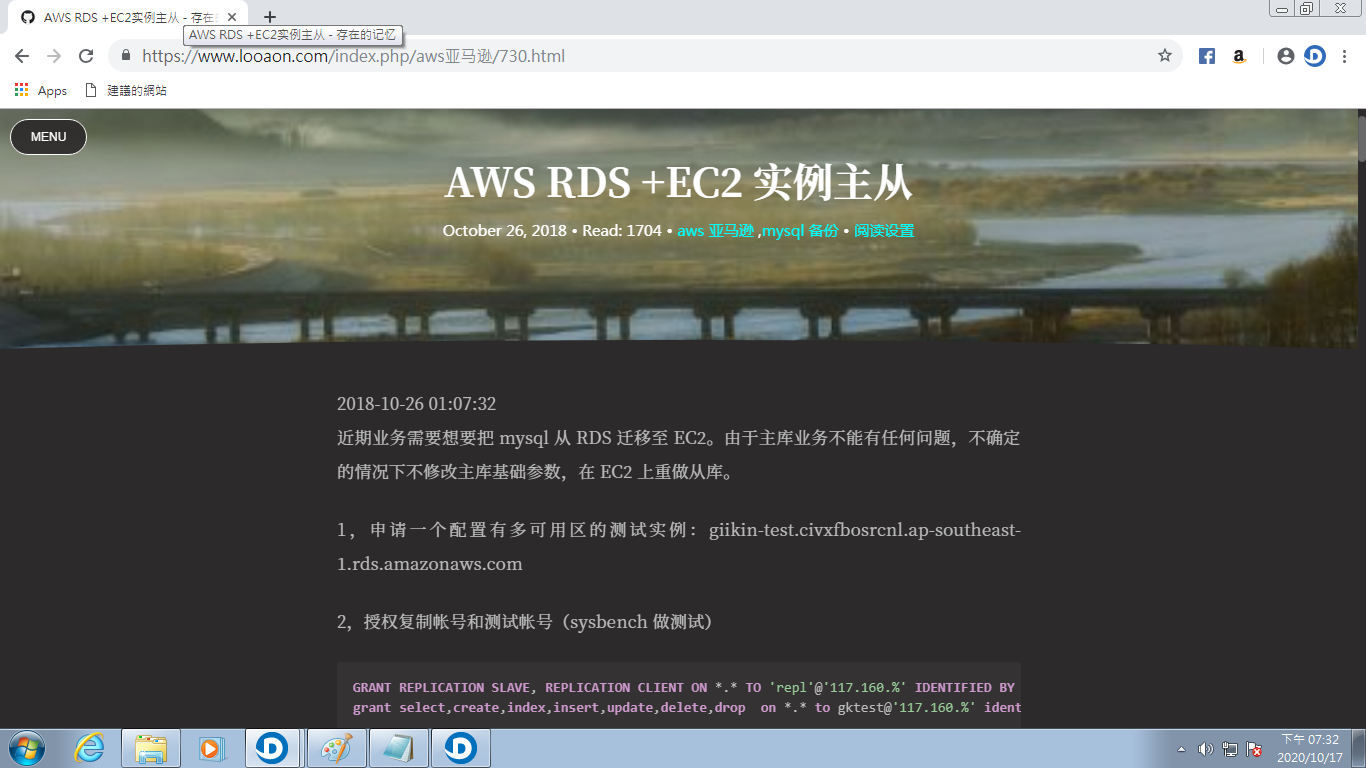 AWS RDS +EC2实例主从 - 存在
AWS RDS +EC2实例主从 - 存在的记忆
https://www.looaon.com/index.php/aws亚马逊/730.html
Apps 建議的網站
MENU
AWS RDS +EC2 实例主从
October 26, 2018 • Read: 1704 • aws 亚马逊 ,mysql 备份 • 阅读设置
2018-10-26 01:07:32
近期业务需要想要把 mysql 从 RDS 迁移至 EC2。由于主库业务不能有任何问题，不确定
的情况下不修改主库基础参数，在 EC2 上重做从库。
1，申请一个配置有多可用区的测试实例：giikin-test.civxfbosrcnl.ap-southeast-
1.rds.amazonaws.com
2，授权复制帐号和测试帐号（sysbench 做测试）
GRANT REPLICATION SLAVE, REPLICATION CLIENT ON *.* TO 'repl'@'117.160.%' IDENTIFIED BY
grant select,create,index,insert,update,delete,drop  on *.* to gktest@'117.160.%' ident
下午 07:32
2020/10/17